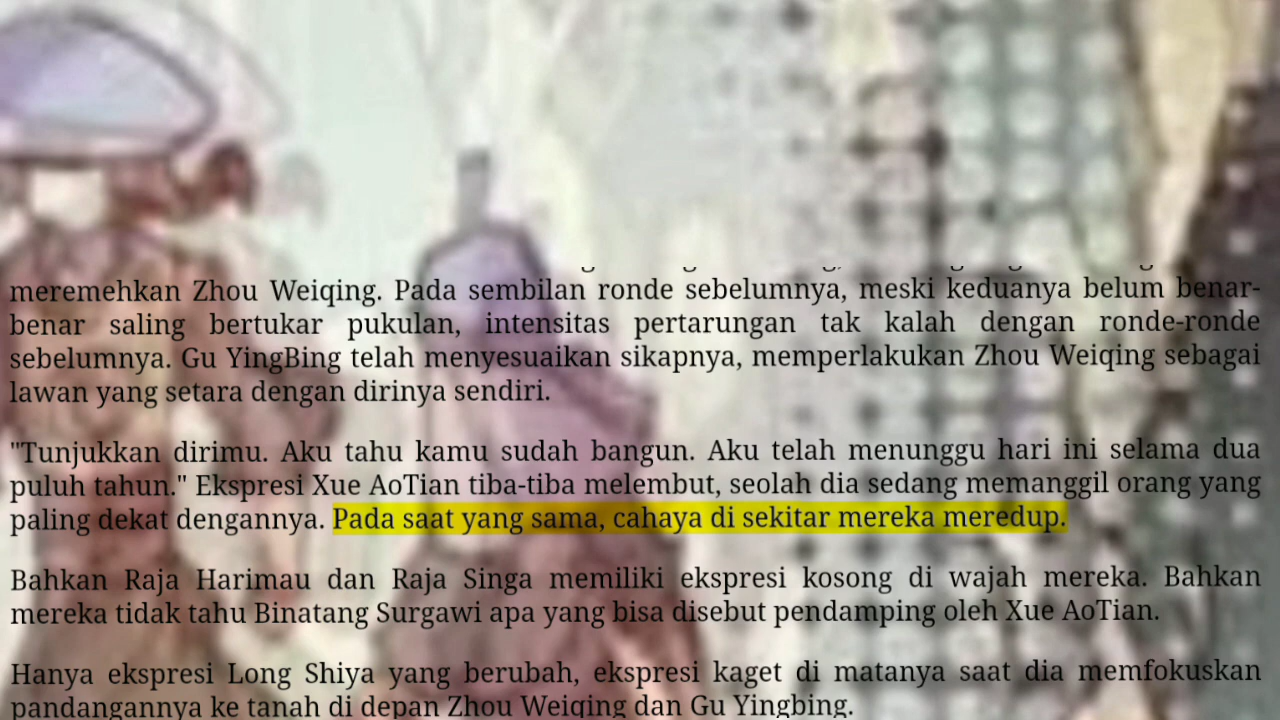 meremehkan Zhou Weiqing. Pada sembilan ronde sebelumnya, meski keduanya belum benar-
benar saling bertukar pukulan, intensitas pertarungan tak kalah dengan ronde-ronde
sebelumnya. Gu YingBing telah menyesuaikan sikapnya, memperlakukan Zhou Weiqing sebagai
lawan yang setara dengan dirinya sendiri.
"Tunjukkan dirimu. Aku tahu kamu sudah bangun. Aku telah menunggu hari ini selama dua
puluh tahun." Ekspresi Xue AoTian tiba-tiba melembut, seolah dia sedang memanggil orang yang
paling dekat dengannya. Pada saat yang sama, cahaya di sekitar mereka meredup.
Bahkan Raja Harimau dan Raja Singa memiliki ekspresi kosong di wajah mereka. Bahkan
mereka tidak tahu Binatang Surgawi apa yang bisa disebut pendamping oleh Xue AoTian.
Hanya ekspresi Long Shiya yang berubah, ekspresi kaget di matanya saat dia memfokuskan
pandangannya ke tanah di depan Zhou Weiqing dan Gu Yingbing.